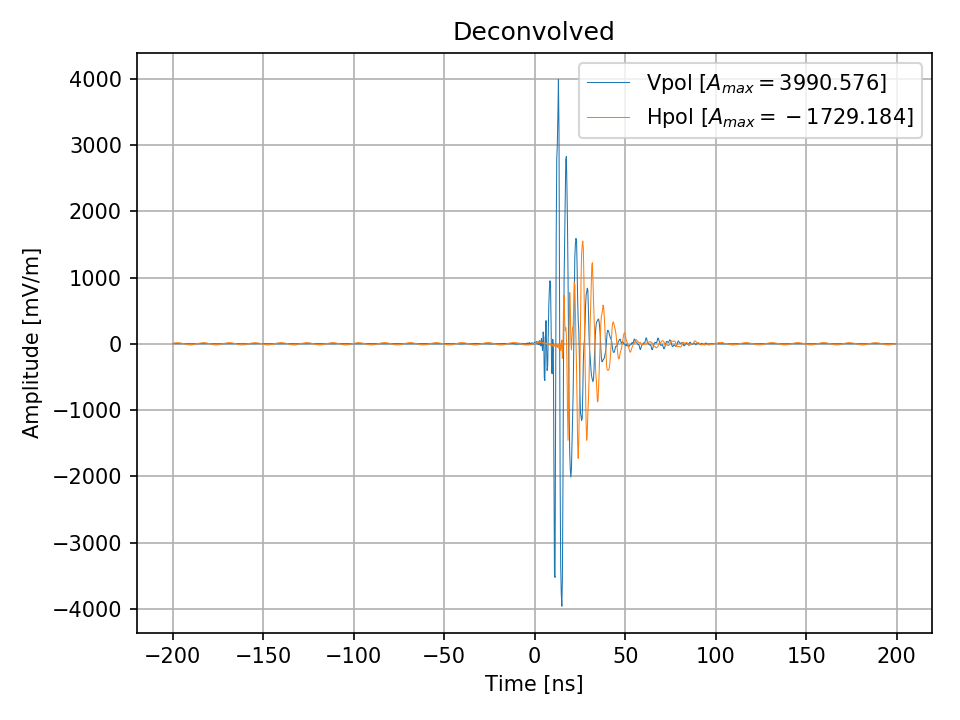 Deconvolved
Vpol [A_max = 3990.576]
Hpol [A_max = −1729.184]
4000
3000
2000
1000
0
−1000
−2000
−3000
−4000
Amplitude [mV/m]
−200 −150 −100 −50 0 50 100 150 200
Time [ns]